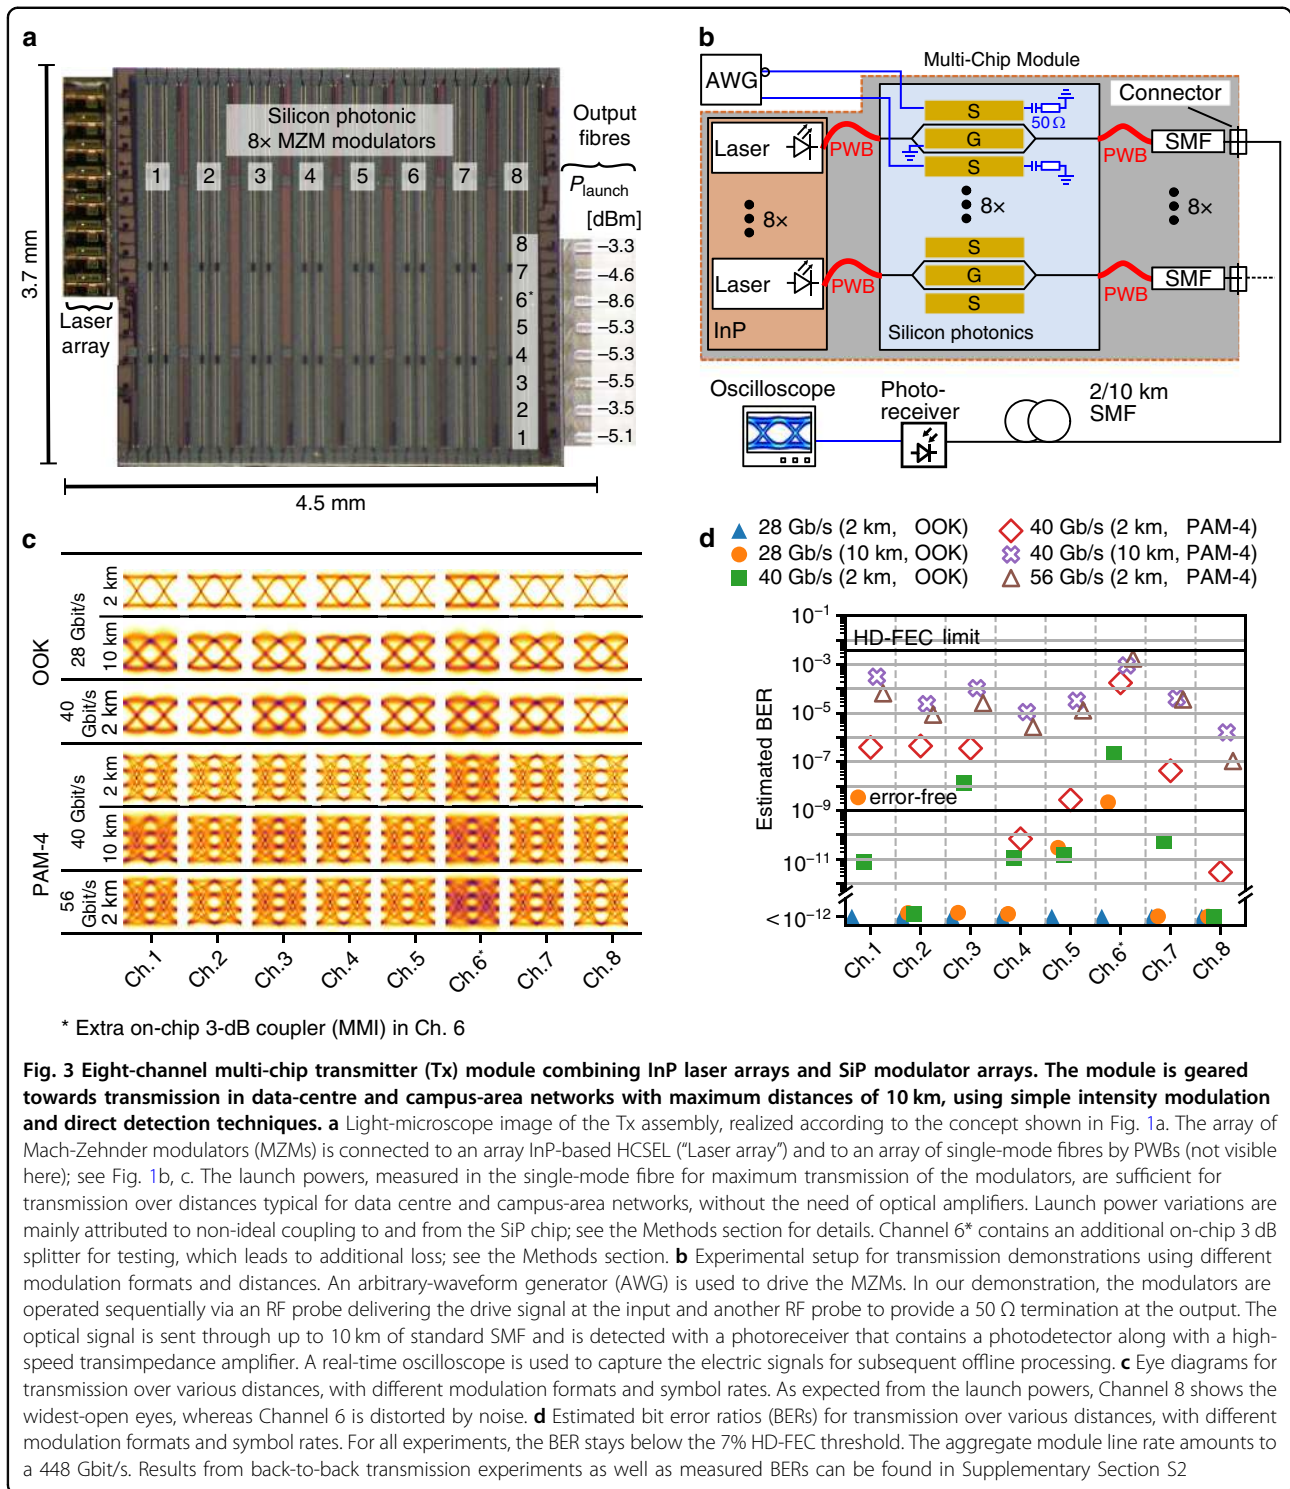 a
3.7 mm
Silicon photonic
8× MZM modulators
1 2 3 4 5 6 7 8
Output
fibres
P launch
[dBm]
8 –3.3
7 –4.6
6* –8.6
5 –5.3
4 –5.3
3 –5.5
2 –3.5
1 –5.1
Laser
array
4.5 mm
b
AWG
Multi-Chip Module
Connector
S
50 Ω
Laser
PWB
G
PWB
SMF
S
8×
8×
8×
S
Laser
PWB
G
PWB
SMF
S
InP
Silicon photonics
Oscilloscope
Photo-
receiver
2/10 km
SMF
c
OOK
28 Gbit/s
2 km
10 km
40
Gbit/s
2 km
PAM-4
40 Gbit/s
2 km
10 km
56
Gbit/s
2 km
Ch.1 Ch.2 Ch.3 Ch.4 Ch.5 Ch.6* Ch.7 Ch.8
* Extra on-chip 3-dB coupler (MMI) in Ch. 6
d
28 Gb/s (2 km, OOK)
28 Gb/s (10 km, OOK)
40 Gb/s (2 km, OOK)
40 Gb/s (2 km, PAM-4)
40 Gb/s (10 km, PAM-4)
56 Gb/s (2 km, PAM-4)
Estimated BER
10⁻¹
HD-FEC limit
10⁻³
10⁻⁵
10⁻⁷
error-free
10⁻⁹
10⁻¹¹
< 10⁻¹²
Ch.1 Ch.2 Ch.3 Ch.4 Ch.5 Ch.6* Ch.7 Ch.8
Fig. 3 Eight-channel multi-chip transmitter (Tx) module combining InP laser arrays and SiP modulator arrays. The module is geared
towards transmission in data-centre and campus-area networks with maximum distances of 10 km, using simple intensity modulation
and direct detection techniques. a Light-microscope image of the Tx assembly, realized according to the concept shown in Fig. 1a. The array of
Mach-Zehnder modulators (MZMs) is connected to an array InP-based HCSEL (“Laser array”) and to an array of single-mode fibres by PWBs (not visible
here); see Fig. 1b, c. The launch powers, measured in the single-mode fibre for maximum transmission of the modulators, are sufficient for
transmission over distances typical for data centre and campus-area networks, without the need of optical amplifiers. Launch power variations are
mainly attributed to non-ideal coupling to and from the SiP chip; see the Methods section for details. Channel 6* contains an additional on-chip 3 dB
splitter for testing, which leads to additional loss; see the Methods section. b Experimental setup for transmission demonstrations using different
modulation formats and distances. An arbitrary-waveform generator (AWG) is used to drive the MZMs. In our demonstration, the modulators are
operated sequentially via an RF probe delivering the drive signal at the input and another RF probe to provide a 50 Ω termination at the output. The
optical signal is sent through up to 10 km of standard SMF and is detected with a photoreceiver that contains a photodetector along with a high-
speed transimpedance amplifier. A real-time oscilloscope is used to capture the electric signals for subsequent offline processing. c Eye diagrams for
transmission over various distances, with different modulation formats and symbol rates. As expected from the launch powers, Channel 8 shows the
widest-open eyes, whereas Channel 6 is distorted by noise. d Estimated bit error ratios (BERs) for transmission over various distances, with different
modulation formats and symbol rates. For all experiments, the BER stays below the 7% HD-FEC threshold. The aggregate module line rate amounts to
a 448 Gbit/s. Results from back-to-back transmission experiments as well as measured BERs can be found in Supplementary Section S2